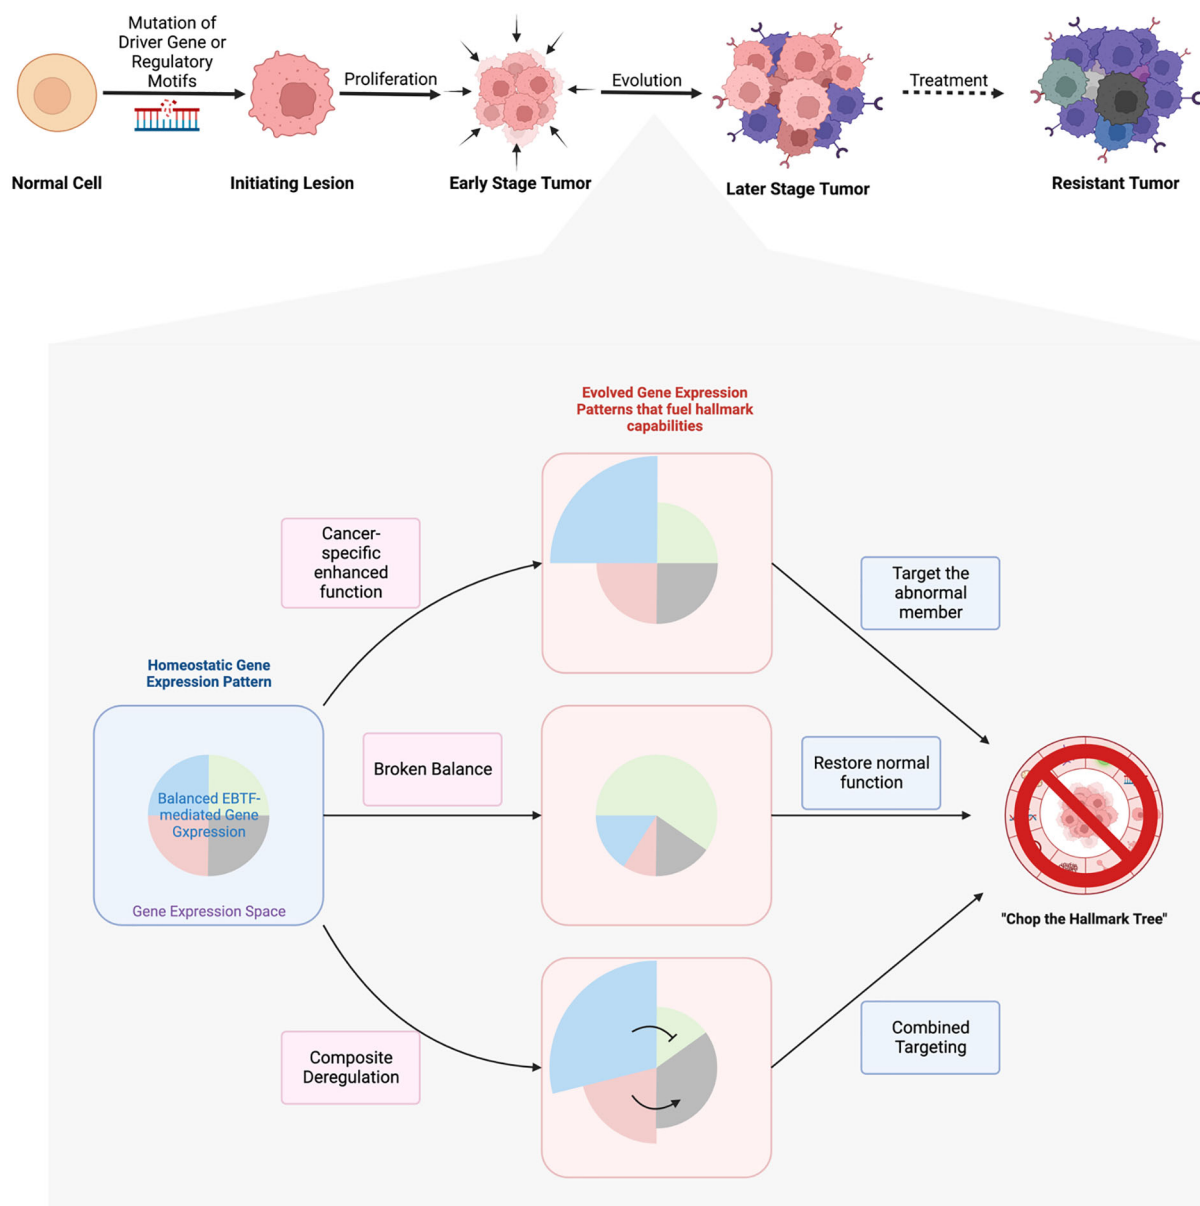 Mutation of
Driver Gene or
Regulatory
Motifs
Proliferation
Evolution
Treatment
Normal Cell
Initiating Lesion
Early Stage Tumor
Later Stage Tumor
Resistant Tumor
Evolved Gene Expression
Patterns that fuel hallmark
capabilities
Cancer-
specific
enhanced
function
Target the
abnormal
member
Homeostatic Gene
Expression Pattern
Balanced EBTF-
mediated Gene
Gxpression
Gene Expression Space
Broken Balance
Restore normal
function
"Chop the Hallmark Tree"
Composite
Deregulation
Combined
Targeting